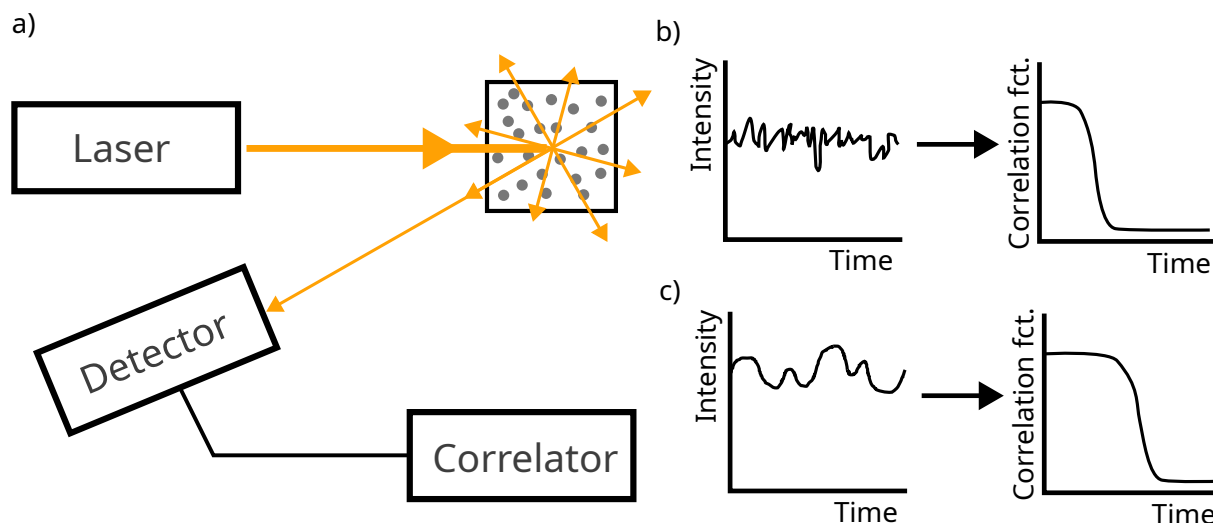 a)
Laser
Detector
Correlator
b)
Intensity
Time
Correlation fct.
Time
c)
Intensity
Time
Correlation fct.
Time